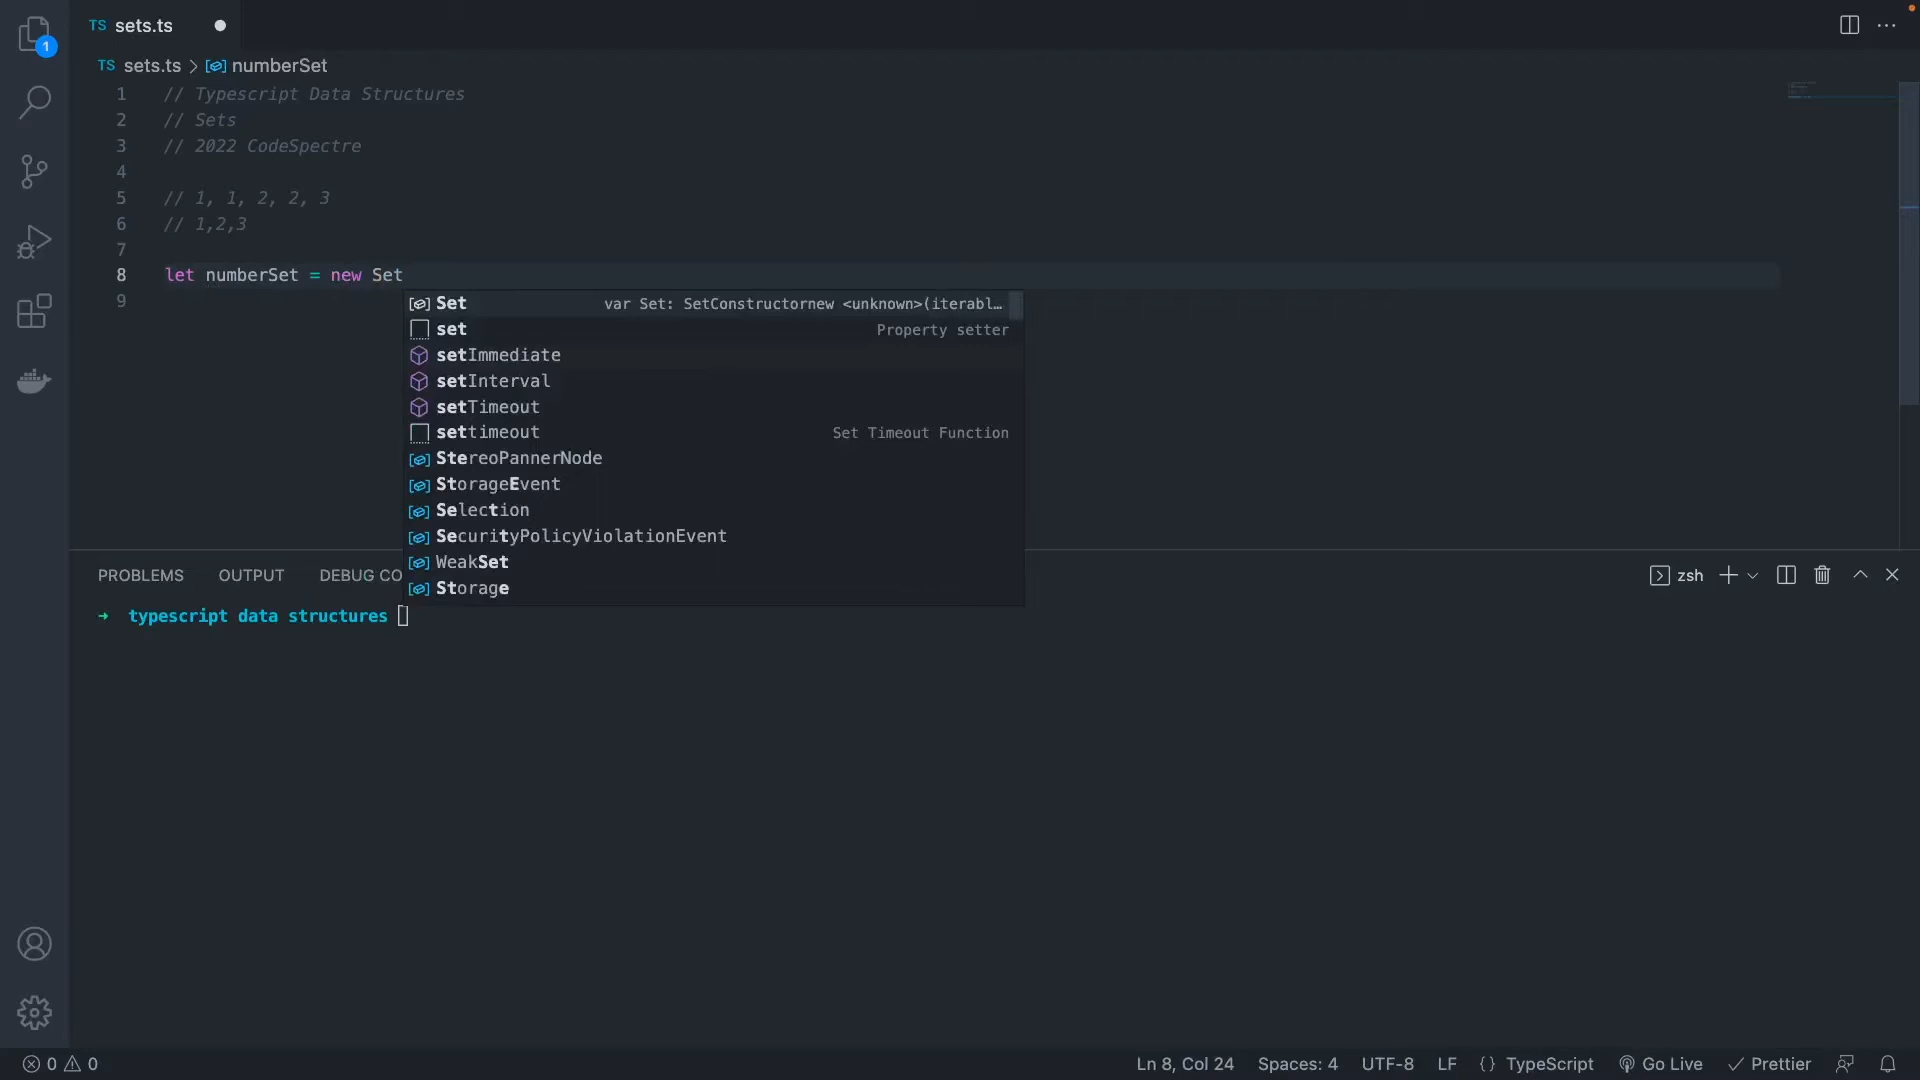 TS sets.ts
1
TS sets.ts > numberSet
1 // Typescript Data Structures
2 // Sets
3 // 2022 CodeSpectre
4
5 // 1, 1, 2, 2, 3
6 // 1,2,3
7
8 let numberSet = new Set
9
Set var Set: SetConstructornew <unknown>(iterabl…
set Property setter
setImmediate
setInterval
setTimeout
settimeout Set Timeout Function
StereoPannerNode
StorageEvent
Selection
SecurityPolicyViolationEvent
WeakSet
Storage
PROBLEMS OUTPUT DEBUG CO zsh
➜ typescript data structures
0 0 Ln 8, Col 24 Spaces: 4 UTF-8 LF {} TypeScript Go Live Prettier